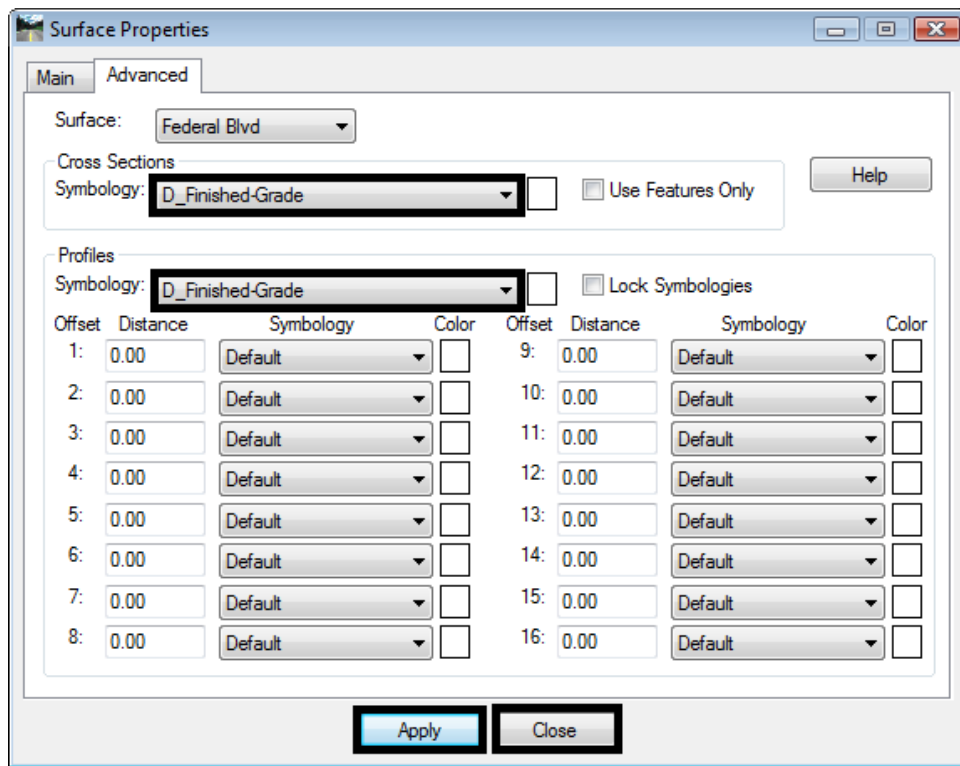 Surface Properties
Main Advanced
Surface: Federal Blvd
Cross Sections
Symbology: D_Finished-Grade Use Features Only Help
Profiles
Symbology: D_Finished-Grade Lock Symbologies
Offset Distance Symbology Color Offset Distance Symbology Color
1: 0.00 Default 9: 0.00 Default
2: 0.00 Default 10: 0.00 Default
3: 0.00 Default 11: 0.00 Default
4: 0.00 Default 12: 0.00 Default
5: 0.00 Default 13: 0.00 Default
6: 0.00 Default 14: 0.00 Default
7: 0.00 Default 15: 0.00 Default
8: 0.00 Default 16: 0.00 Default
Apply Close